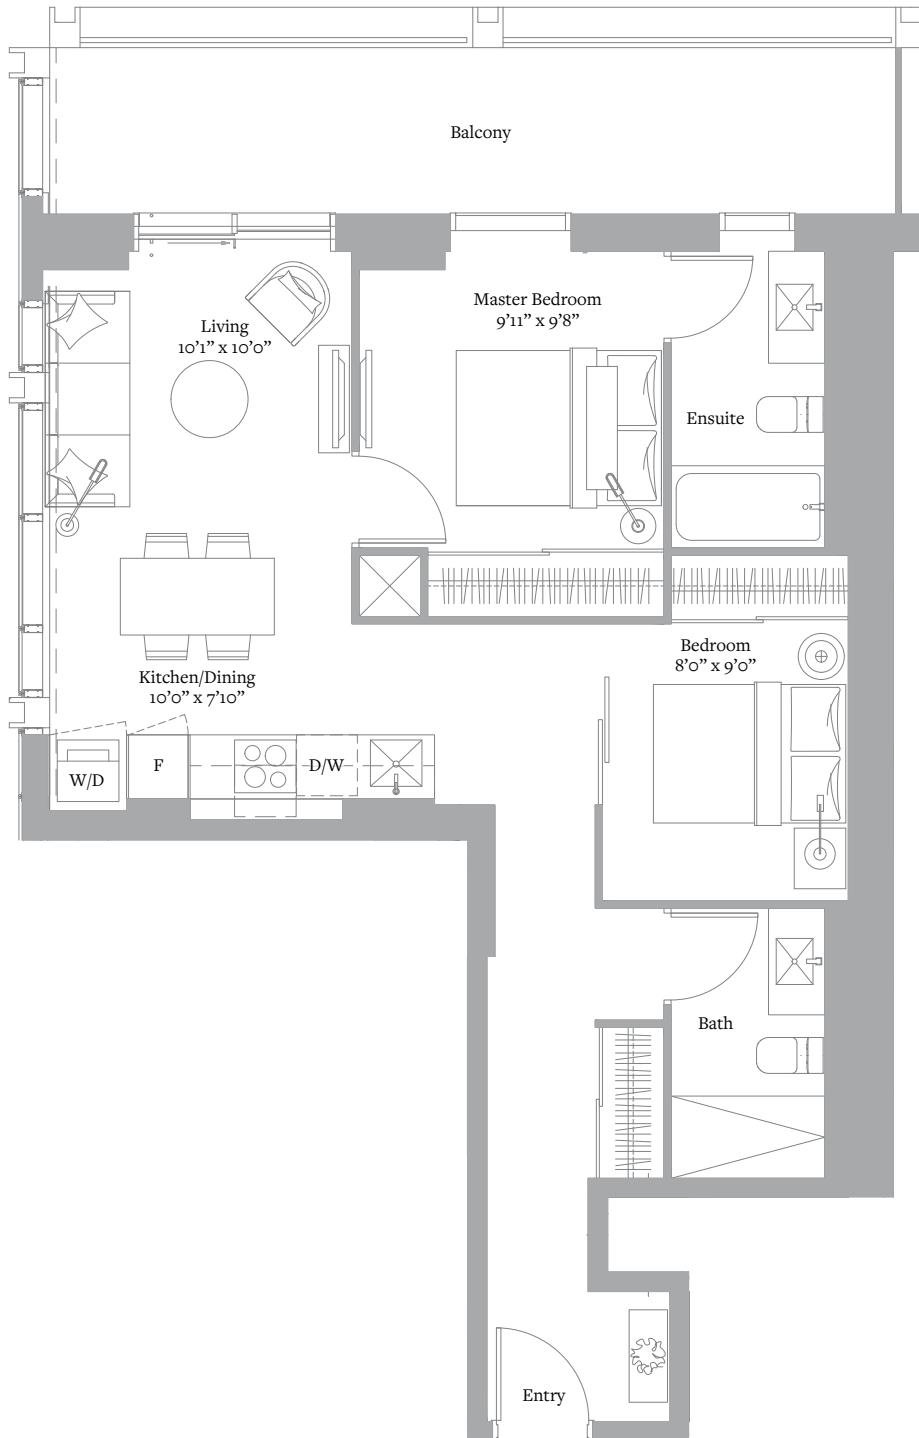 Balcony
Master Bedroom
9’11” x 9’8”
Living
10’1” x 10’0”
Ensuite
Bedroom
8’0” x 9’0”
Kitchen/Dining
10’0” x 7’10”
W/D
F
D/W
Bath
Entry